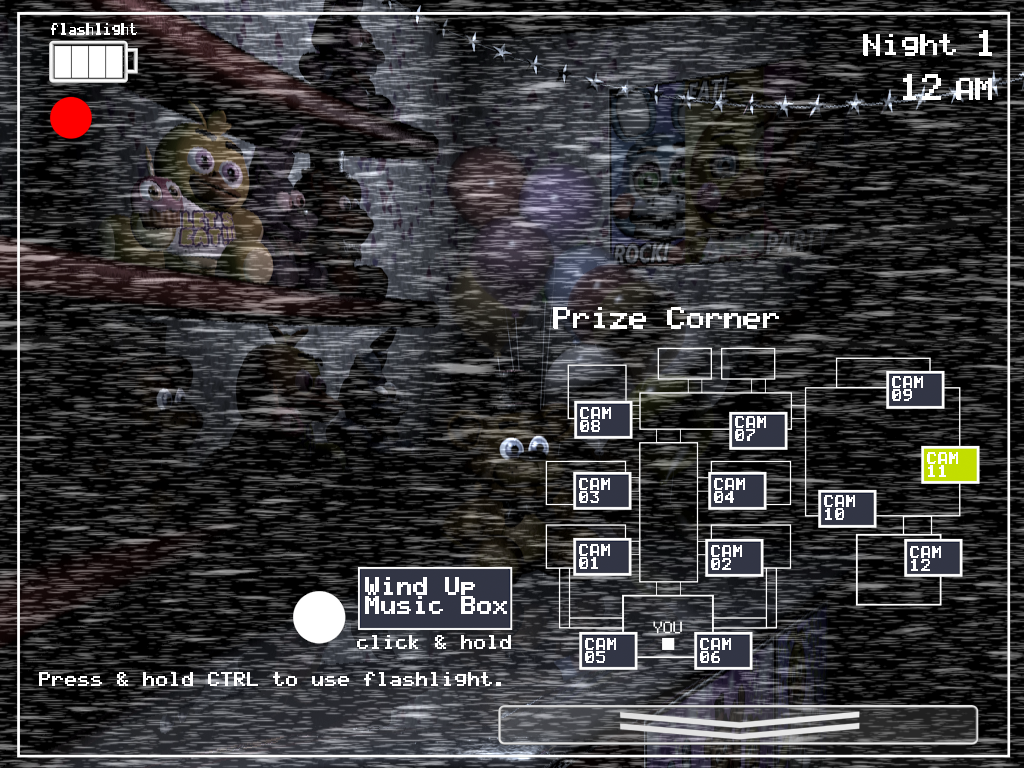 flashlight
Night 1
12 AM
ROCK!
Prize Corner
CAM
09
CAM
08
CAM
07
CAM
11
CAM
03
CAM
04
CAM
10
CAM
01
CAM
02
CAM
12
Wind Up
Music Box
click & hold
YOU
CAM
05
CAM
06
Press & hold CTRL to use flashlight.